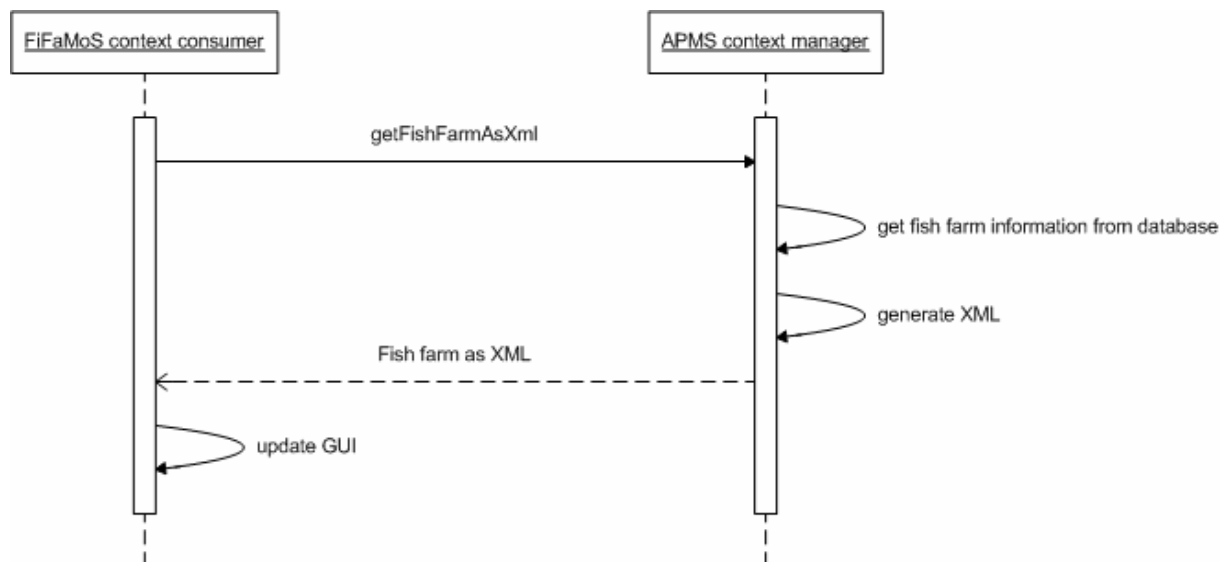 FiFaMoS context consumer
APMS context manager
getFishFarmAsXml
get fish farm information from database
generate XML
Fish farm as XML
update GUI